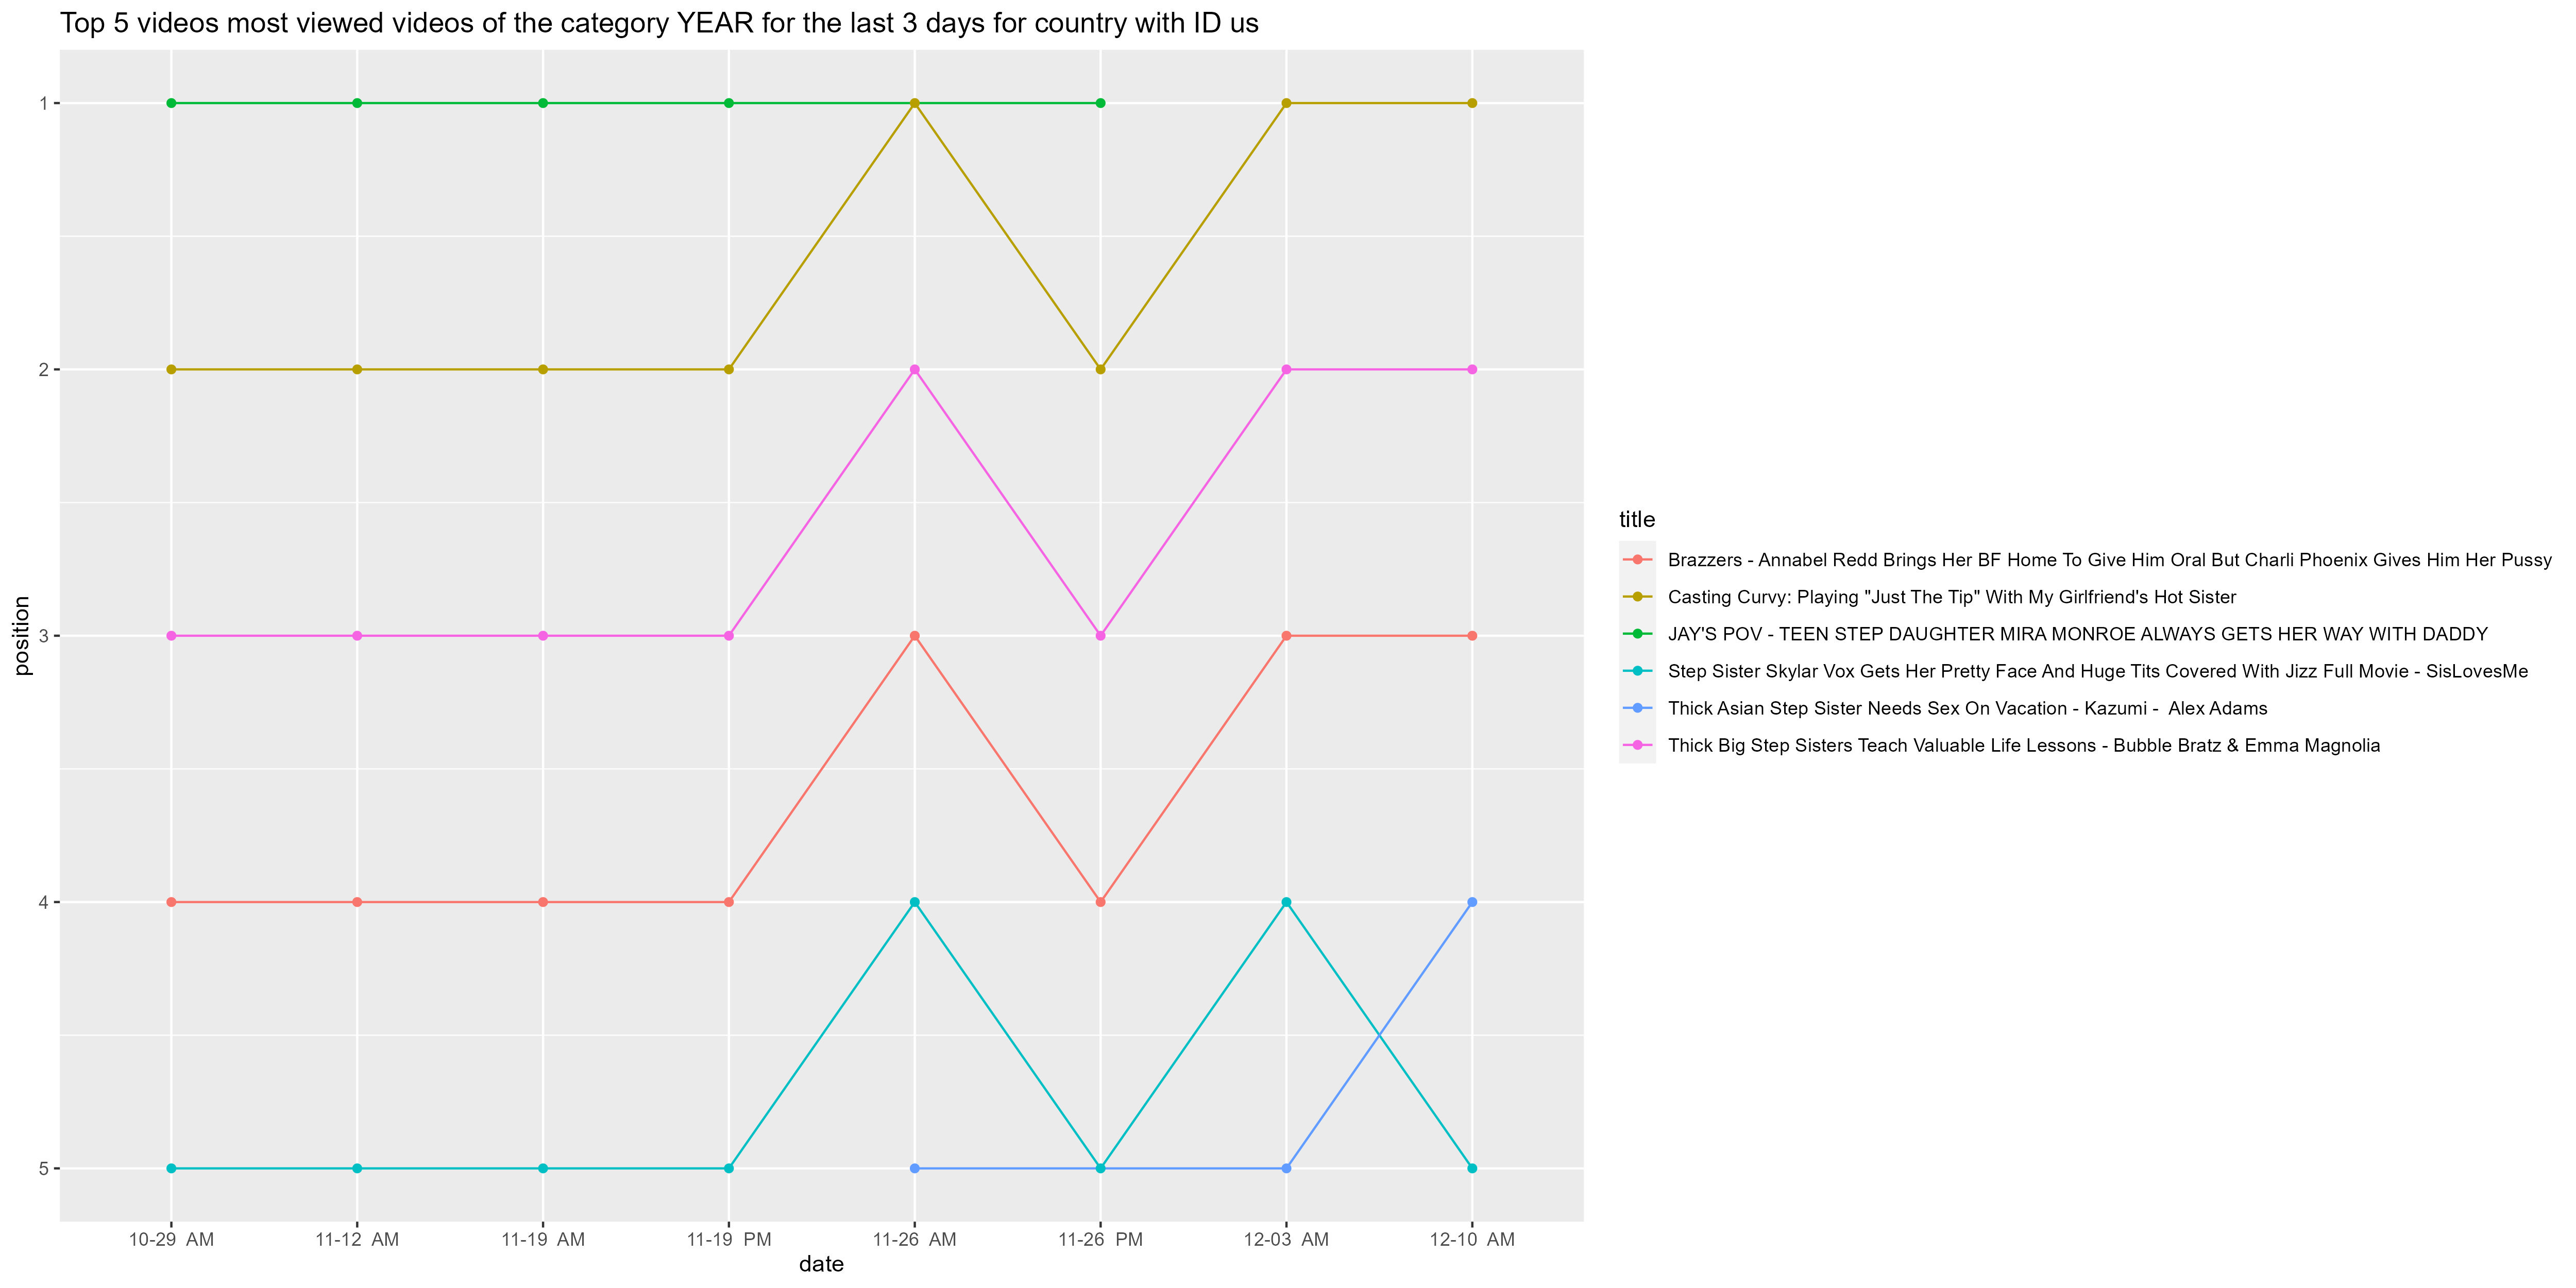 Top 5 videos most viewed videos of the category YEAR for the last 3 days for country with ID us
1
2
3
4
5
position
10-29 AM
11-12 AM
11-19 AM
11-19 PM
11-26 AM
11-26 PM
12-03 AM
12-10 AM
date
title
Brazzers - Annabel Redd Brings Her BF Home To Give Him Oral But Charli Phoenix Gives Him Her Pussy
Casting Curvy: Playing "Just The Tip" With My Girlfriend's Hot Sister
JAY'S POV - TEEN STEP DAUGHTER MIRA MONROE ALWAYS GETS HER WAY WITH DADDY
Step Sister Skylar Vox Gets Her Pretty Face And Huge Tits Covered With Jizz Full Movie - SisLovesMe
Thick Asian Step Sister Needs Sex On Vacation - Kazumi -  Alex Adams
Thick Big Step Sisters Teach Valuable Life Lessons - Bubble Bratz & Emma Magnolia